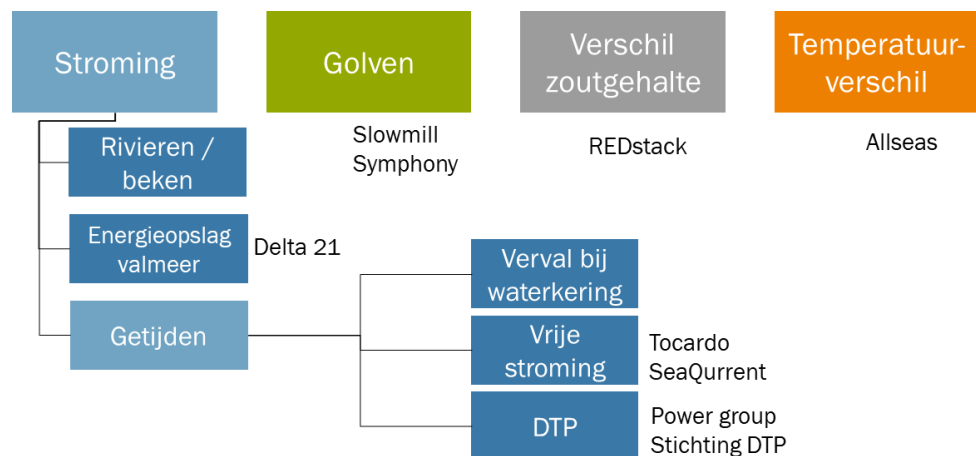 Stroming
Golven
Verschil
zoutgehalte
Temperatuur-
verschil
Slowmill
Symphony
REDstack
Allseas
Rivieren /
beken
Energieopslag
valmeer
Delta 21
Getijden
Verval bij
waterkering
Vrije
stroming
Tocardo
SeaQurrent
DTP
Power group
Stichting DTP